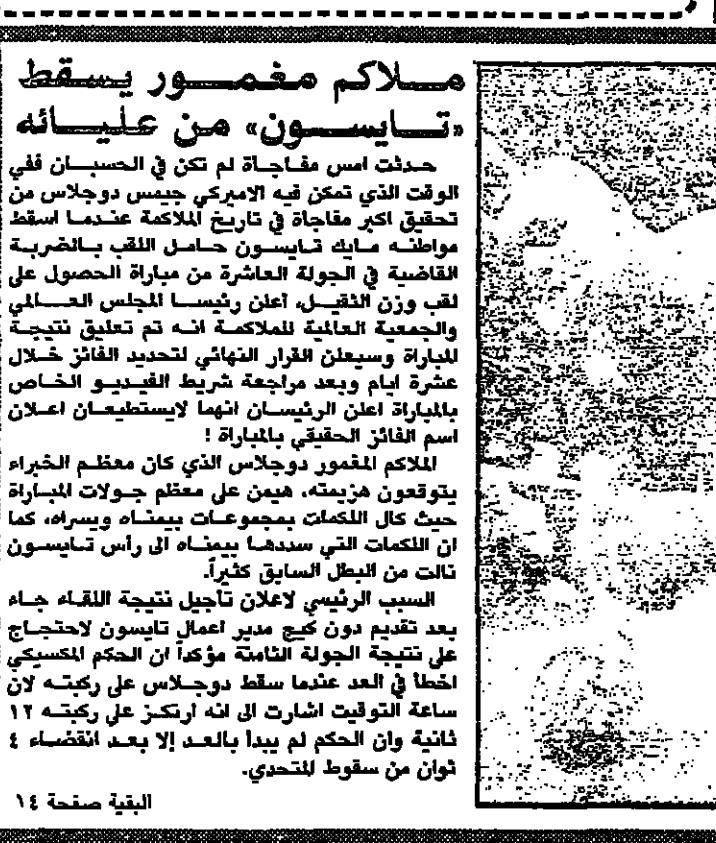 ملاكم مغمور يسقط
«تايسون» من عليائه
حدثت امس مفاجاة لم تكن في الحسبان ففي
الوقت الذي تمكن فيه الاميركي جيمس دوجلاس من
تحقيق اكبر مفاجاة في تاريخ الملاكمة عندما اسقط
مواطنه مايك تايسون حامل اللقب بالضربة
القاضية في الجولة العاشرة من مباراة الحصول على
لقب وزن الثقيل، أعلن رئيسا المجلس العالمي
والجمعية العالمية للملاكمة انه تم تعليق نتيجة
المباراة وسيعلن القرار النهائي لتحديد الفائز خلال
عشرة ايام وبعد مراجعة شريط الفيديو الخاص
بالمباراة اعلن الرئيسان انهما لايستطيعان اعلان
اسم الفائز الحقيقي بالمباراة !
الملاكم المغمور دوجلاس الذي كان معظم الخبراء
يتوقعون هزيمته، هيمن على معظم جولات المباراة
حيث كال اللكمات بمجموعات بيمناه ويسراه، كما
ان اللكمات التي سددها بيمناه الى رأس تايسون
نالت من البطل السابق كثيراً.
السبب الرئيسي لاعلان تأجيل نتيجة اللقاء جاء
بعد تقديم دون كيج مدير اعمال تايسون لاحتجاج
على نتيجة الجولة الثامنة مؤكداً ان الحكم المكسيكي
اخطأ في العد عندما سقط دوجلاس على ركبته لان
ساعة التوقيت اشارت الى انه ارتكز على ركبته ١٢
ثانية وان الحكم لم يبدأ بالعد إلا بعد انقضاء ٤
ثوان من سقوط المتحدي.
البقية صفحة ١٤